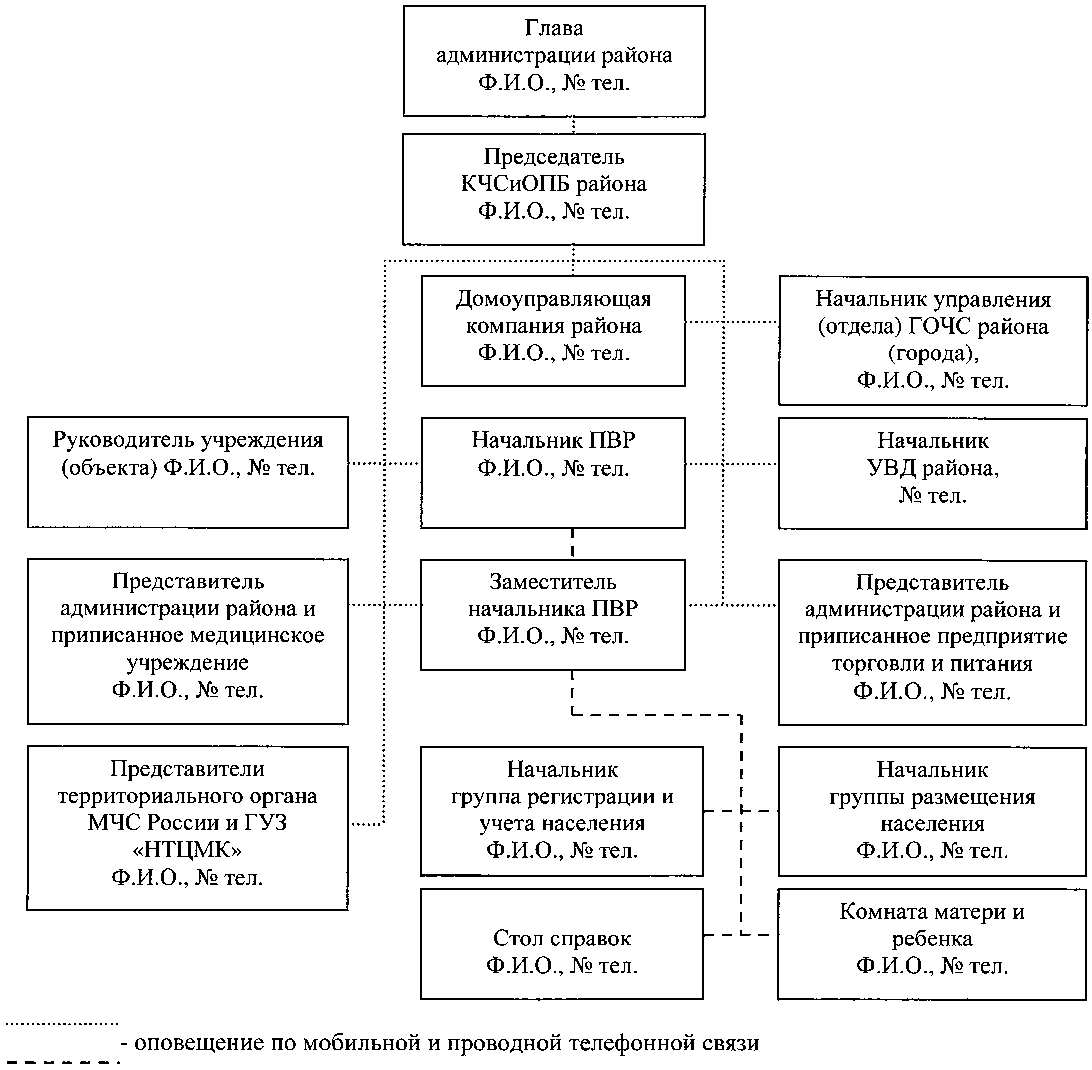 Глава
администрации района
Ф.И.О., № тел.
Председатель
КЧСиОПБ района
Ф.И.О., № тел.
Домоуправляющая
компания района
Ф.И.О., № тел.
Начальник управления
(отдела) ГОЧС района
(города),
Ф.И.О., № тел.
Руководитель учреждения
(объекта) Ф.И.О., № тел.
Начальник ПВР
Ф.И.О., № тел.
Начальник
УВД района,
№ тел.
Представитель
администрации района и
приписанное медицинское
учреждение
Ф.И.О., № тел.
Заместитель
начальника ПВР
Ф.И.О., № тел.
Представитель
администрации района и
приписанное предприятие
торговли и питания
Ф.И.О., № тел.
Представители
территориального органа
МЧС России и ГУЗ
«НТЦМК»
Ф.И.О., № тел.
Начальник
группа регистрации и
учета населения
Ф.И.О., № тел.
Начальник
группы размещения
населения
Ф.И.О., № тел.
Стол справок
Ф.И.О., № тел.
Комната матери и
ребенка
Ф.И.О., № тел.
- оповещение по мобильной и проводной телефонной связи